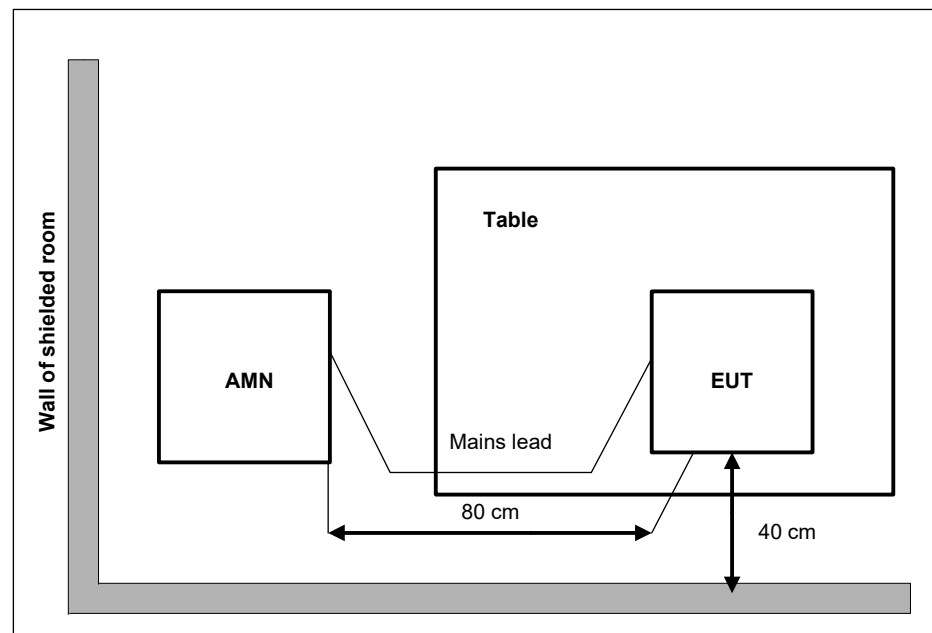 Wall of shielded room
Table
AMN
EUT
Mains lead
80 cm
40 cm